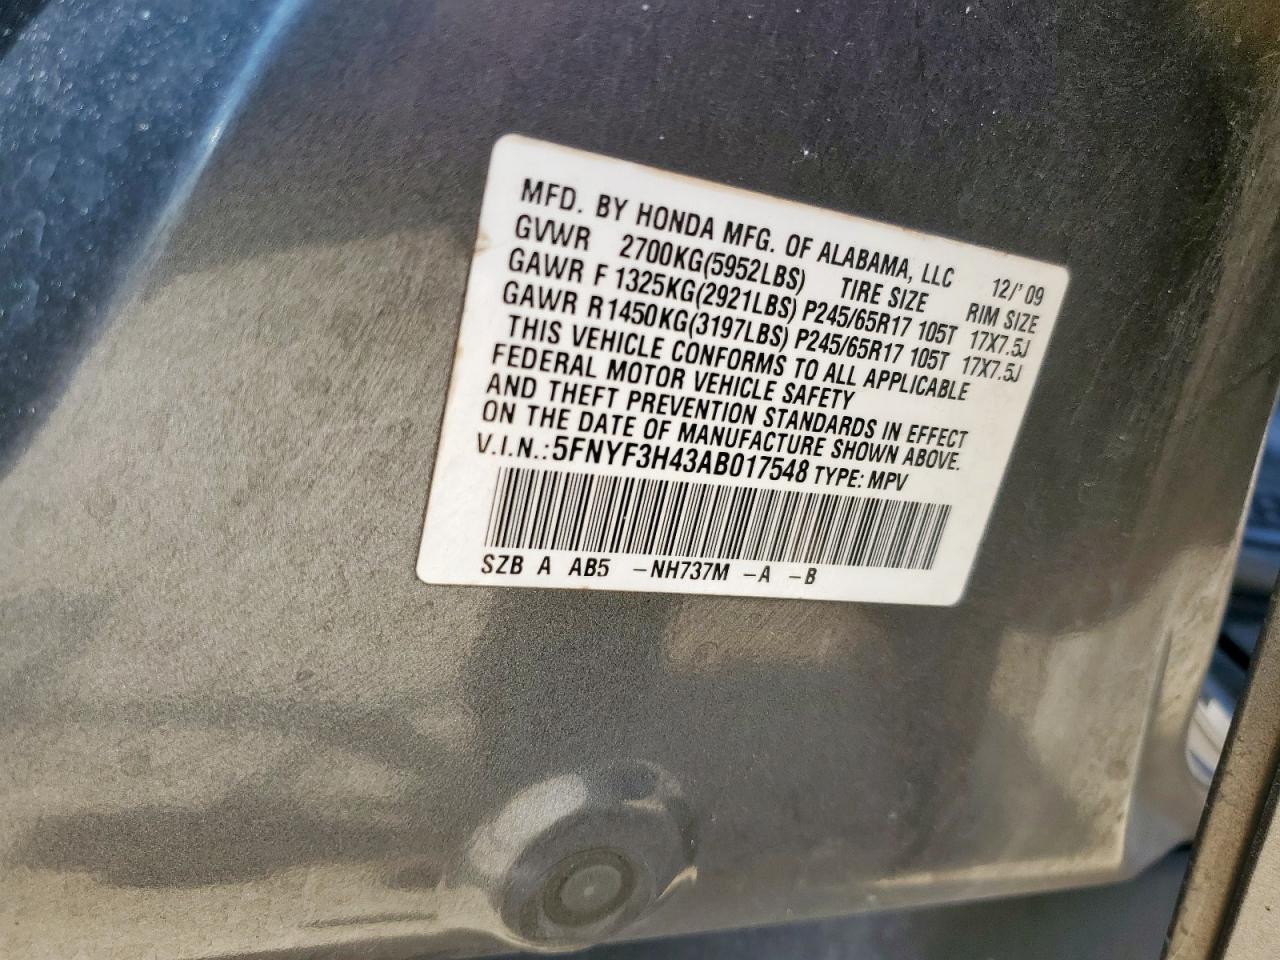 MFD. BY HONDA MFG. OF ALABAMA, LLC 12/'09
GVWR 2700KG(5952LBS) TIRE SIZE RIM SIZE
GAWR F 1325KG(2921LBS) P245/65R17 105T 17X7.5J
GAWR R 1450KG(3197LBS) P245/65R17 105T 17X7.5J
THIS VEHICLE CONFORMS TO ALL APPLICABLE
FEDERAL MOTOR VEHICLE SAFETY
AND THEFT PREVENTION STANDARDS IN EFFECT
ON THE DATE OF MANUFACTURE SHOWN ABOVE.
V.I.N.: 5FNYF3H43AB017548 TYPE: MPV
SZB A AB5 -NH737M -A -B